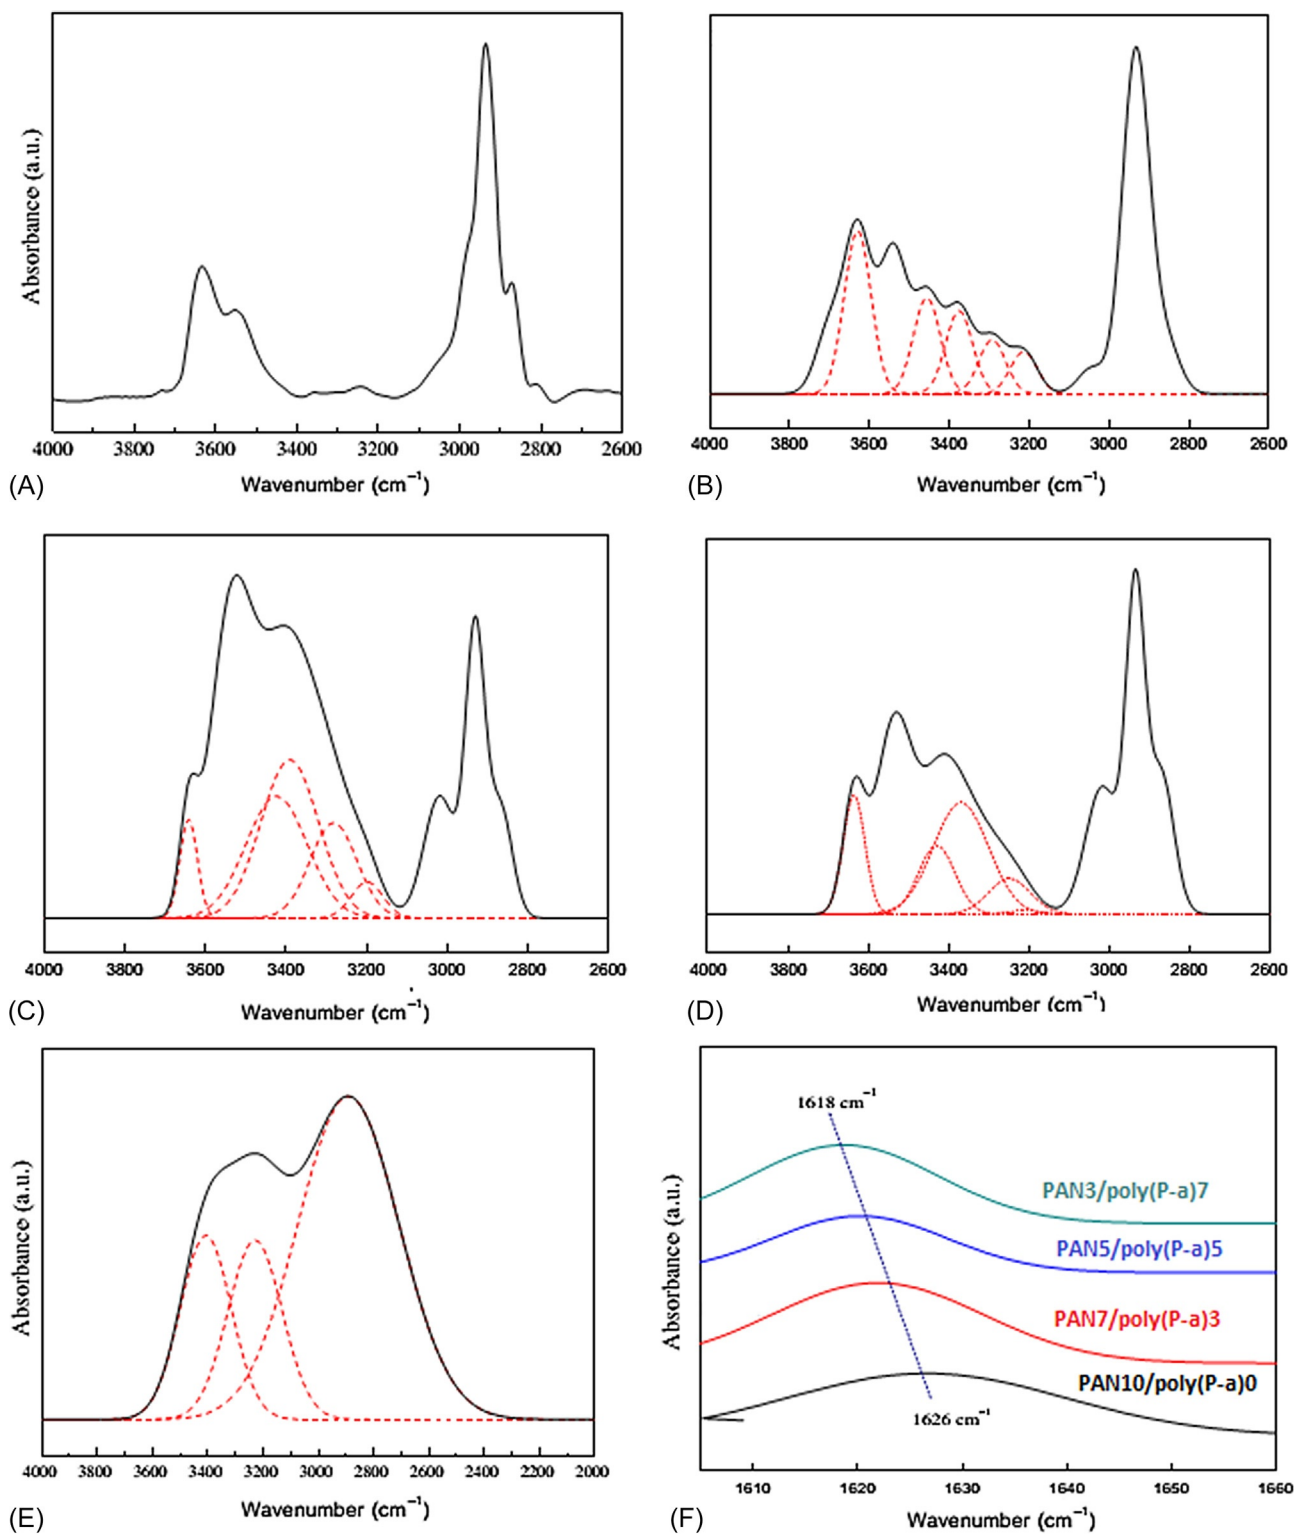 Absorbance (a.u.)
4000 3800 3600 3400 3200 3000 2800 2600
(A) Wavenumber (cm⁻¹)
4000 3800 3600 3400 3200 3000 2800 2600
(B) Wavenumber (cm⁻¹)
4000 3800 3600 3400 3200 3000 2800 2600
(C) Wavenumber (cm⁻¹)
4000 3800 3600 3400 3200 3000 2800 2600
(D) Wavenumber (cm⁻¹)
Absorbance (a.u.)
4000 3800 3600 3400 3200 3000 2800 2600 2400 2200 2000
(E) Wavenumber (cm⁻¹)
Absorbance (a.u.)
1618 cm⁻¹
PAN3/poly(P-a)7
PAN5/poly(P-a)5
PAN7/poly(P-a)3
PAN10/poly(P-a)0
1626 cm⁻¹
1610 1620 1630 1640 1650 1660
(F) Wavenumber (cm⁻¹)